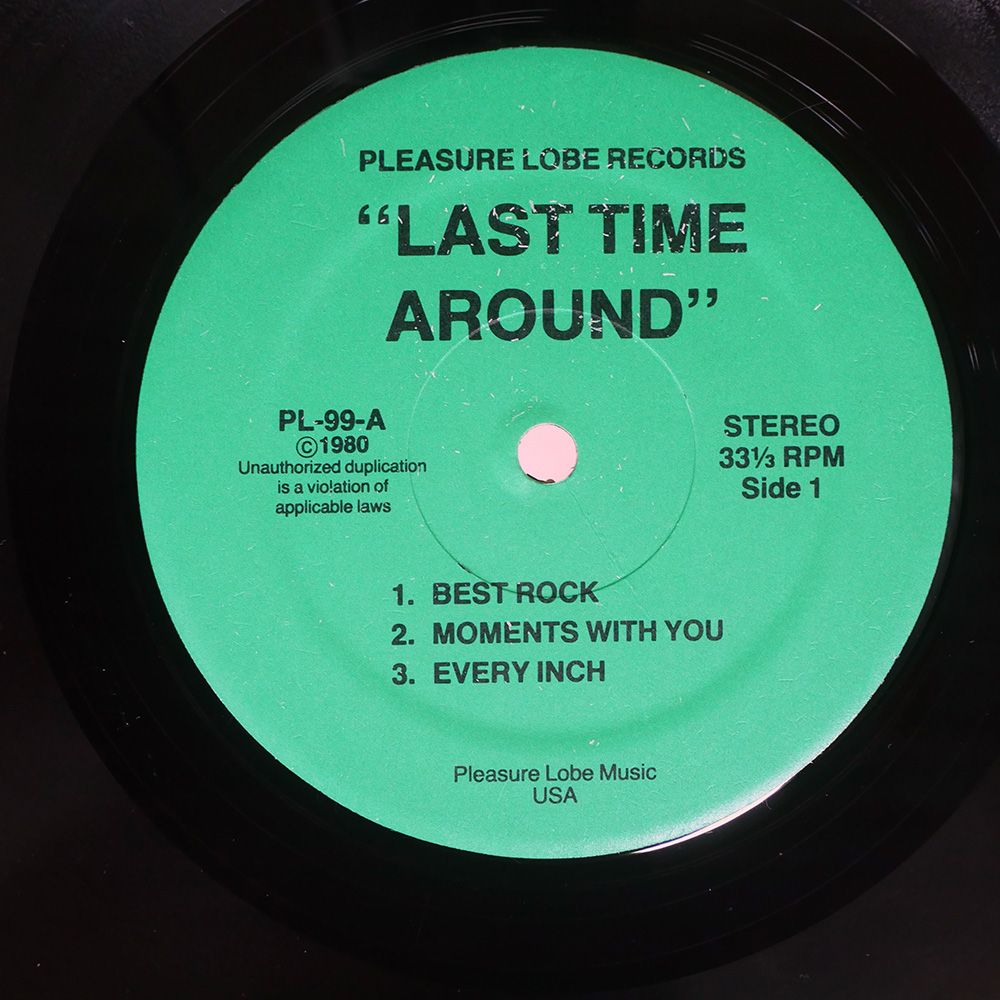 PLEASURE LOBE RECORDS
“LAST TIME
AROUND”
PL-99-A
©1980
Unauthorized duplication
is a violation of
applicable laws
STEREO
33⅓ RPM
Side 1
1. BEST ROCK
2. MOMENTS WITH YOU
3. EVERY INCH
Pleasure Lobe Music
USA